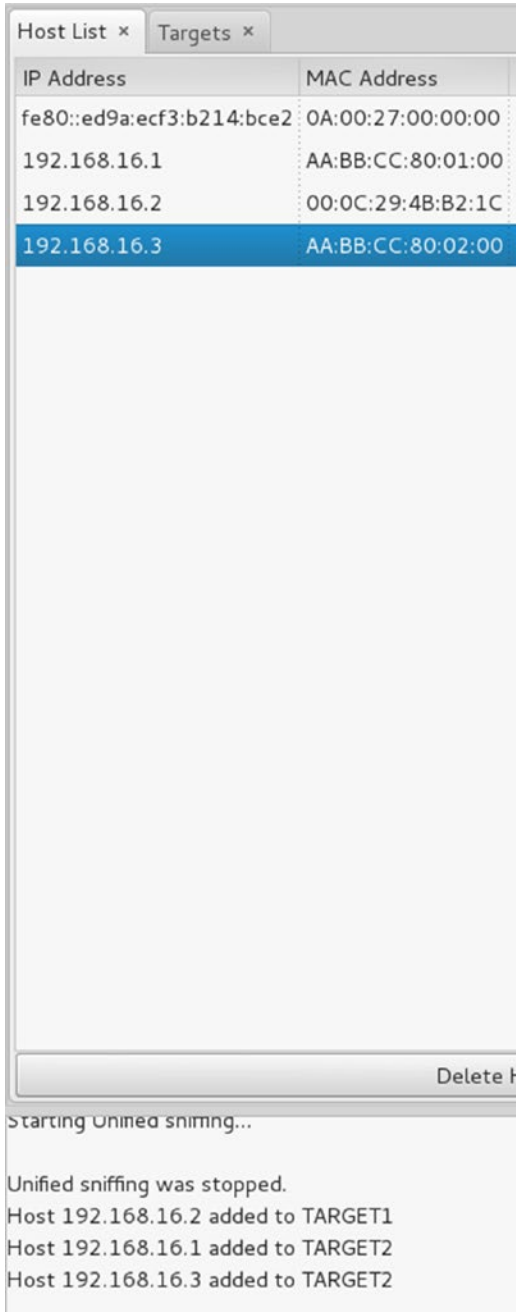 Host List × Targets ×
IP Address MAC Address
fe80::ed9a:ecf3:b214:bce2 0A:00:27:00:00:00
192.168.16.1 AA:BB:CC:80:01:00
192.168.16.2 00:0C:29:4B:B2:1C
192.168.16.3 AA:BB:CC:80:02:00
Delete H
Starting Unified sniffing...
Unified sniffing was stopped.
Host 192.168.16.2 added to TARGET1
Host 192.168.16.1 added to TARGET2
Host 192.168.16.3 added to TARGET2